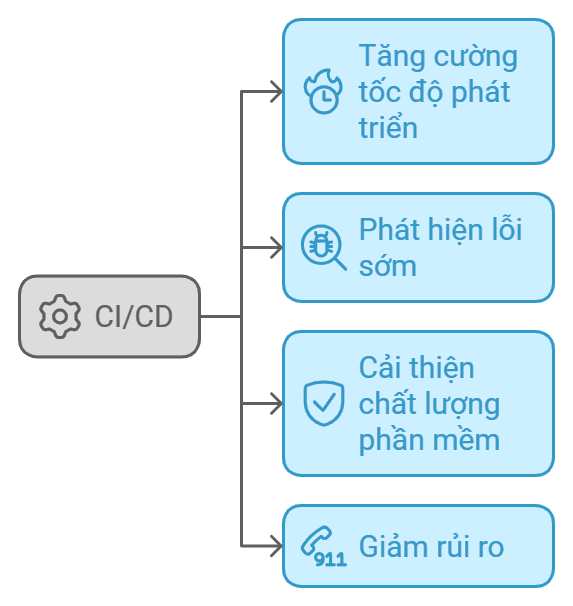 Tăng cường
tốc độ phát
triển
Phát hiện lỗi
sớm
CI/CD
Cải thiện
chất lượng
phần mềm
911
Giảm rủi ro